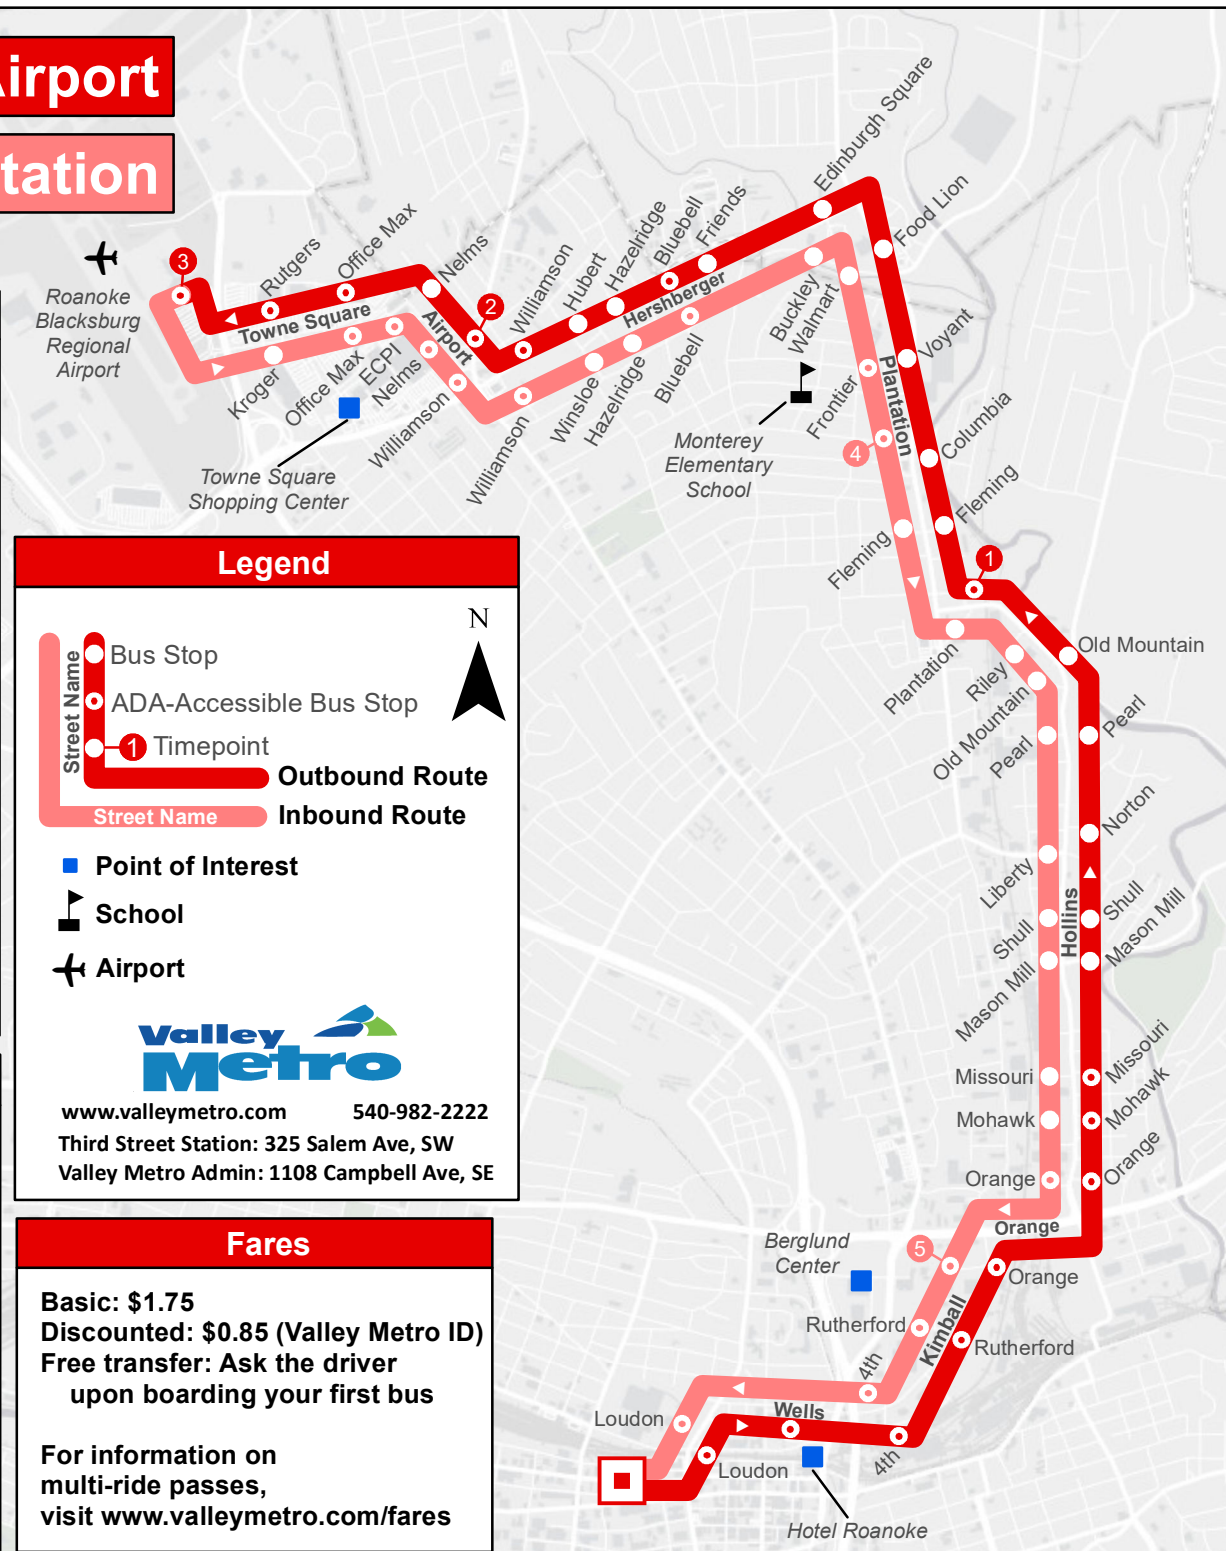 Airport
tation
Edinburgh Square
Food Lion
Friends
Bluebell
Hazelridge
Hubert
Williamson
Nelms
Office Max
Rutgers
3
2
Roanoke
Blacksburg
Regional
Airport
Towne Square
Airport
Hershberger
Buckley
Walmart
Plantation
Voyant
Kroger
Office Max
ECPI
Nelms
Williamson
Williamson
Winsloe
Hazelridge
Bluebell
Frontier
4
Columbia
Towne Square
Shopping Center
Monterey
Elementary
School
Fleming
Fleming
1
Old Mountain
Plantation
Riley
Old Mountain
Pearl
Pearl
Norton
Liberty
Shull
Shull
Hollins
Mason Mill
Mason Mill
Missouri
Missouri
Mohawk
Mohawk
Orange
Orange
Orange
Berglund
Center
5
Orange
Rutherford
Kimball
Rutherford
4th
Wells
Loudon
Loudon
4th
Hotel Roanoke
Legend
N
Street Name
Bus Stop
ADA-Accessible Bus Stop
1 Timepoint
Outbound Route
Street Name
Inbound Route
Point of Interest
School
Airport
Valley
Metro
www.valleymetro.com 540-982-2222
Third Street Station: 325 Salem Ave, SW
Valley Metro Admin: 1108 Campbell Ave, SE
Fares
Basic: $1.75
Discounted: $0.85 (Valley Metro ID)
Free transfer: Ask the driver
upon boarding your first bus
For information on
multi-ride passes,
visit www.valleymetro.com/fares